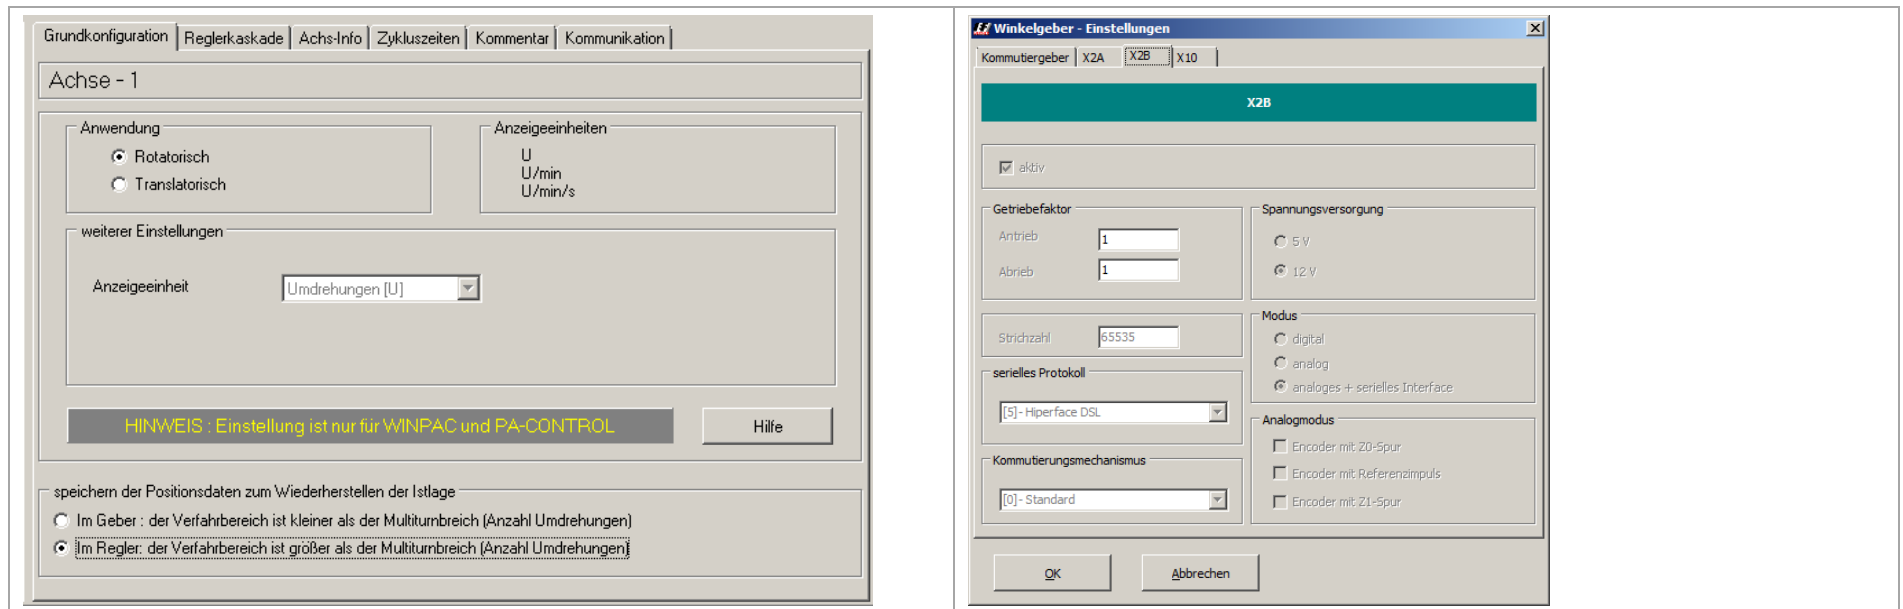 Grundkonfiguration Reglerkaskade Achs-Info Zykluszeiten Kommentar Kommunikation
Achse - 1
Anwendung
Rotatorisch
Translatorisch
Anzeigeeinheiten
U
U/min
U/min/s
weiterer Einstellungen
Anzeigeeinheit Umdrehungen [U]
HINWEIS : Einstellung ist nur für WINPAC und PA-CONTROL Hilfe
speichern der Positionsdaten zum Wiederherstellen der Istlage
Im Geber : der Verfahrbereich ist kleiner als der Multiturnbreich (Anzahl Umdrehungen)
Im Regler: der Verfahrbereich ist größer als der Multiturnbreich (Anzahl Umdrehungen)
Winkelgeber - Einstellungen
Kommutiergeber X2A X2B X10
X2B
aktiv
Getriebefaktor
Antrieb 1
Abrieb 1
Spannungsversorgung
5 V
12 V
Strichzahl 65535
serielles Protokoll
[5]- Hiperface DSL
Kommutierungsmechanismus
[0]- Standard
Modus
digital
analog
analoges + serielles Interface
Analogmodus
Encoder mit Z0-Spur
Encoder mit Referenzimpuls
Encoder mit Z1-Spur
OK Abbrechen